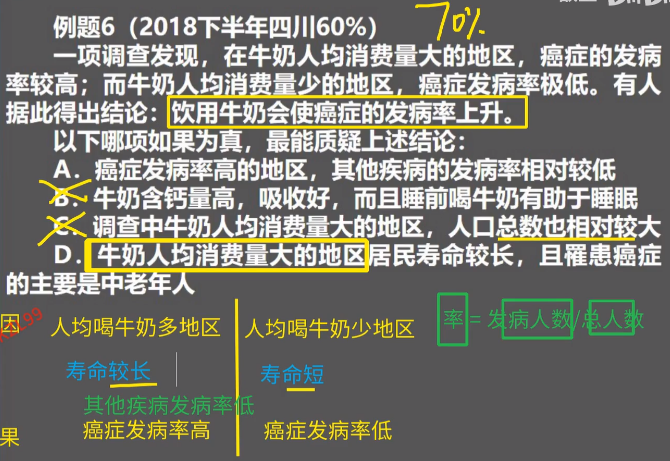 例题6（2018下半年四川60%）
70%
一项调查发现，在牛奶人均消费量大的地区，癌症的发病
率较高；而牛奶人均消费量少的地区，癌症发病率极低。有人
据此得出结论：饮用牛奶会使癌症的发病率上升。
以下哪项如果为真，最能质疑上述结论：
A．癌症发病率高的地区，其他疾病的发病率相对较低
B．牛奶含钙量高，吸收好，而且睡前喝牛奶有助于睡眠
C．调查中牛奶人均消费量大的地区，人口总数也相对较大
D．牛奶人均消费量大的地区居民寿命较长，且罹患癌症
的主要是中老年人
因 人均喝牛奶多地区 人均喝牛奶少地区 率 = 发病人数/总人数
寿命较长 寿命短
其他疾病发病率低
果 癌症发病率高 癌症发病率低